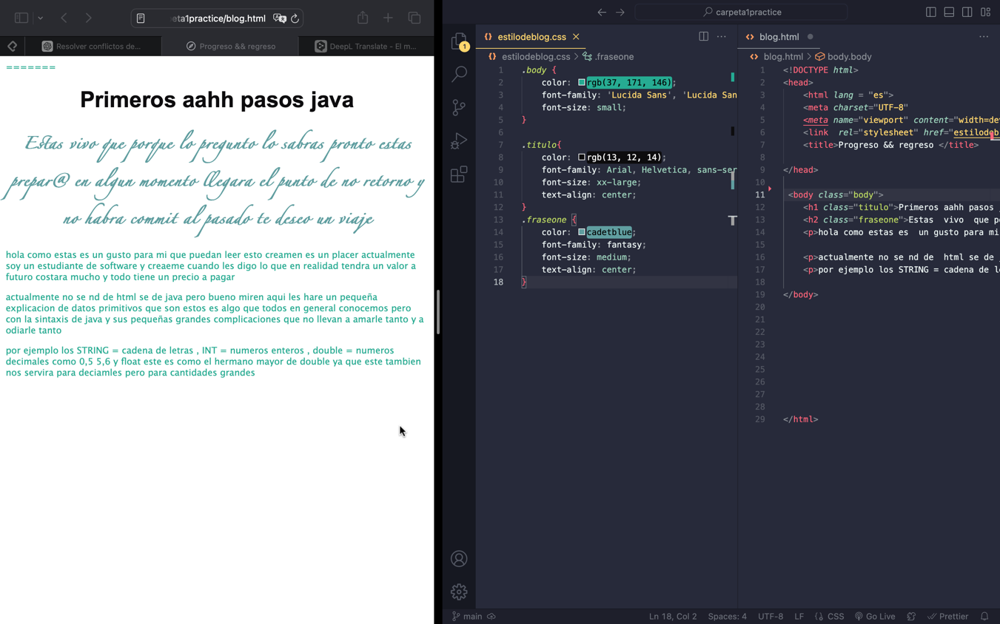 eta1practice/blog.html
Resolver conflictos de...
Progreso && regreso
DeepL Translate - El m...
=======
Primeros aahh pasos java
Estas vivo que porque lo pregunto lo sabras pronto estas
prepar@ en algun momento llegara el punto de no retorno y
no habra commit al pasado te deseo un viaje
hola como estas es un gusto para mi que puedan leer esto creamen es un placer actualmente
soy un estudiante de software y creaeme cuando les digo lo que en realidad tendra un valor a
futuro costara mucho y todo tiene un precio a pagar
actualmente no se nd de html se de java pero bueno miren aqui les hare un pequeña
explicacion de datos primitivos que son estos es algo que todos en general conocemos pero
con la sintaxis de java y sus pequeñas grandes complicaciones que no llevan a amarle tanto y a
odiarle tanto
por ejemplo los STRING = cadena de letras , INT = numeros enteros , double = numeros
decimales como 0,5 5,6 y float este es como el hermano mayor de double ya que este tambien
nos servira para deciamles pero para cantidades grandes
carpeta1practice
1
estilodeblog.css
estilodeblog.css > .fraseone
1 .body {
2 color: rgb(37, 171, 146);
3 font-family: 'Lucida Sans', 'Lucida San
4 font-size: small;
5 }
6
7 .titulo{
8 color: rgb(13, 12, 14);
9 font-family: Arial, Helvetica, sans-ser
10 font-size: xx-large;
11 text-align: center;
12 }
13 .fraseone {
14 color: cadetblue;
15 font-family: fantasy;
16 font-size: medium;
17 text-align: center;
18 }
blog.html
blog.html > body.body
1 <!DOCTYPE html>
2 <head>
3 <html lang = "es">
4 <meta charset="UTF-8"
5 <meta name="viewport" content="width=dev
6 <link rel="stylesheet" href="estilodeb
7 <title>Progreso && regreso </title>
8
9 </head>
10
11 <body class="body">
12 <h1 class="titulo">Primeros aahh pasos
13 <h2 class="fraseone">Estas vivo que p
14 <p>hola como estas es un gusto para mi
15
16 <p>actualmente no se nd de html se de
17 <p>por ejemplo los STRING = cadena de l
18
19 </body>
20
21
22
23
24
25
26
27
28
29 </html>
main
Ln 18, Col 2
Spaces: 4
UTF-8
LF
CSS
Go Live
Prettier